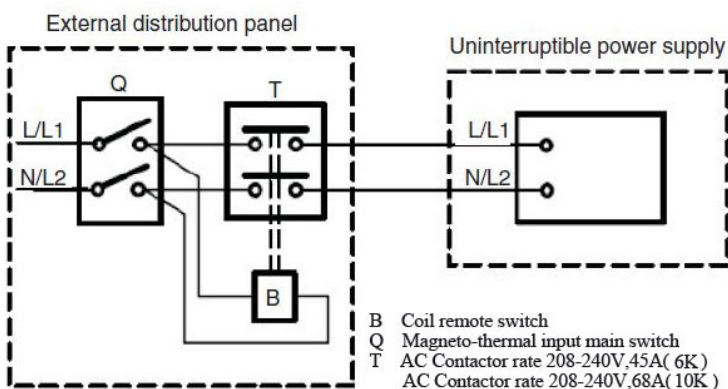 External distribution panel
Uninterruptible power supply
Q
T
L/L1
N/L2
L/L1
N/L2
B
B Coil remote switch
Q Magneto-thermal input main switch
T AC Contactor rate 208-240V,45A( 6K )
AC Contactor rate 208-240V,68A( 10K )